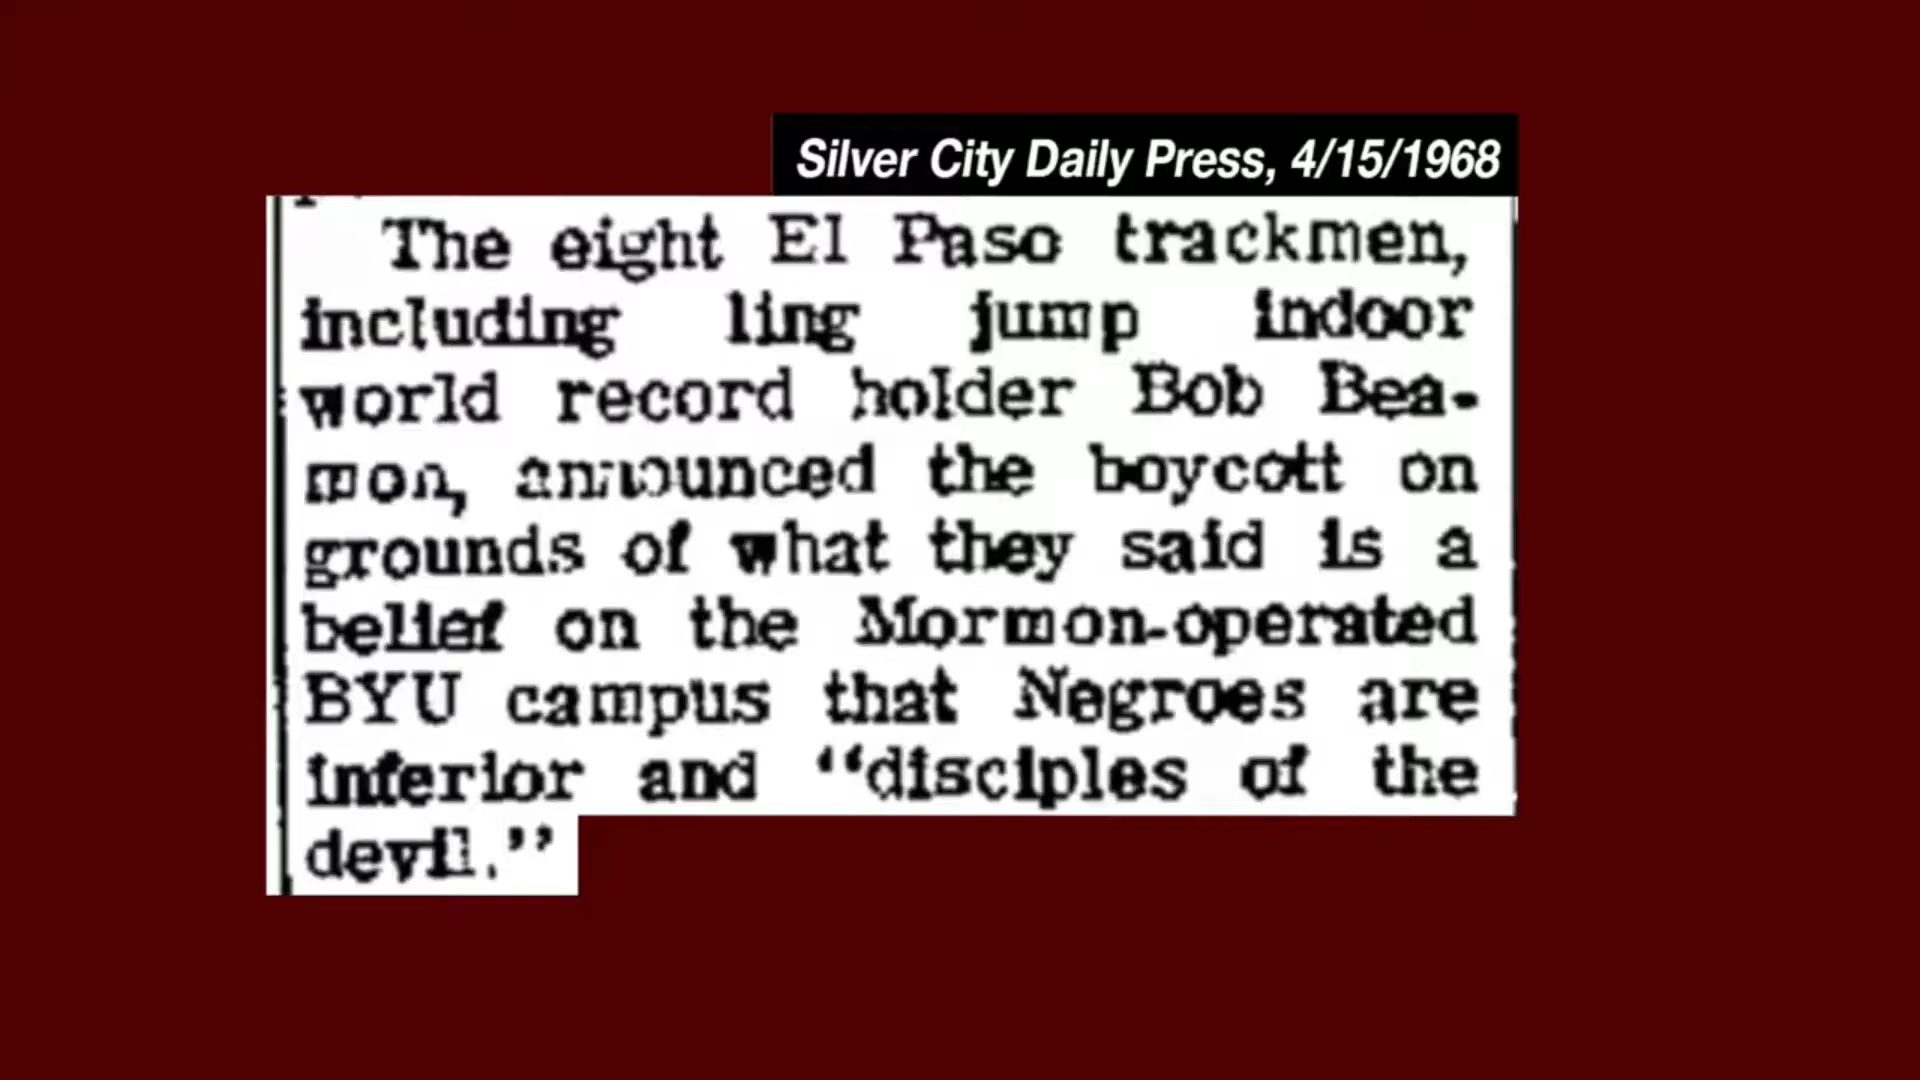 Silver City Daily Press, 4/15/1968
The eight El Paso trackmen,
including ling jump indoor
world record holder Bob Bea-
mon, announced the boycott on
grounds of what they said is a
belief on the Mormon-operated
BYU campus that Negroes are
inferior and “disciples of the
devil.”